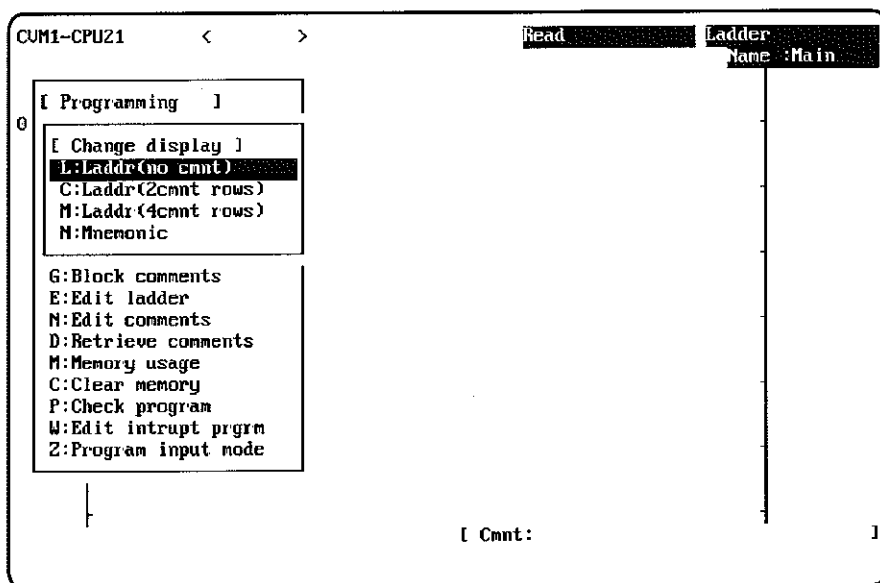 CVM1-CPU21 < > Read Ladder
Name :Main
[ Programming ]
0
[ Change display ]
L:Laddr(no cmnt)
C:Laddr(2cmnt rows)
M:Laddr(4cmnt rows)
N:Mnemonic
G:Block comments
E:Edit ladder
N:Edit comments
D:Retrieve comments
M:Memory usage
C:Clear memory
P:Check program
W:Edit intrupt prgrm
Z:Program input mode
[ Cmnt: ]